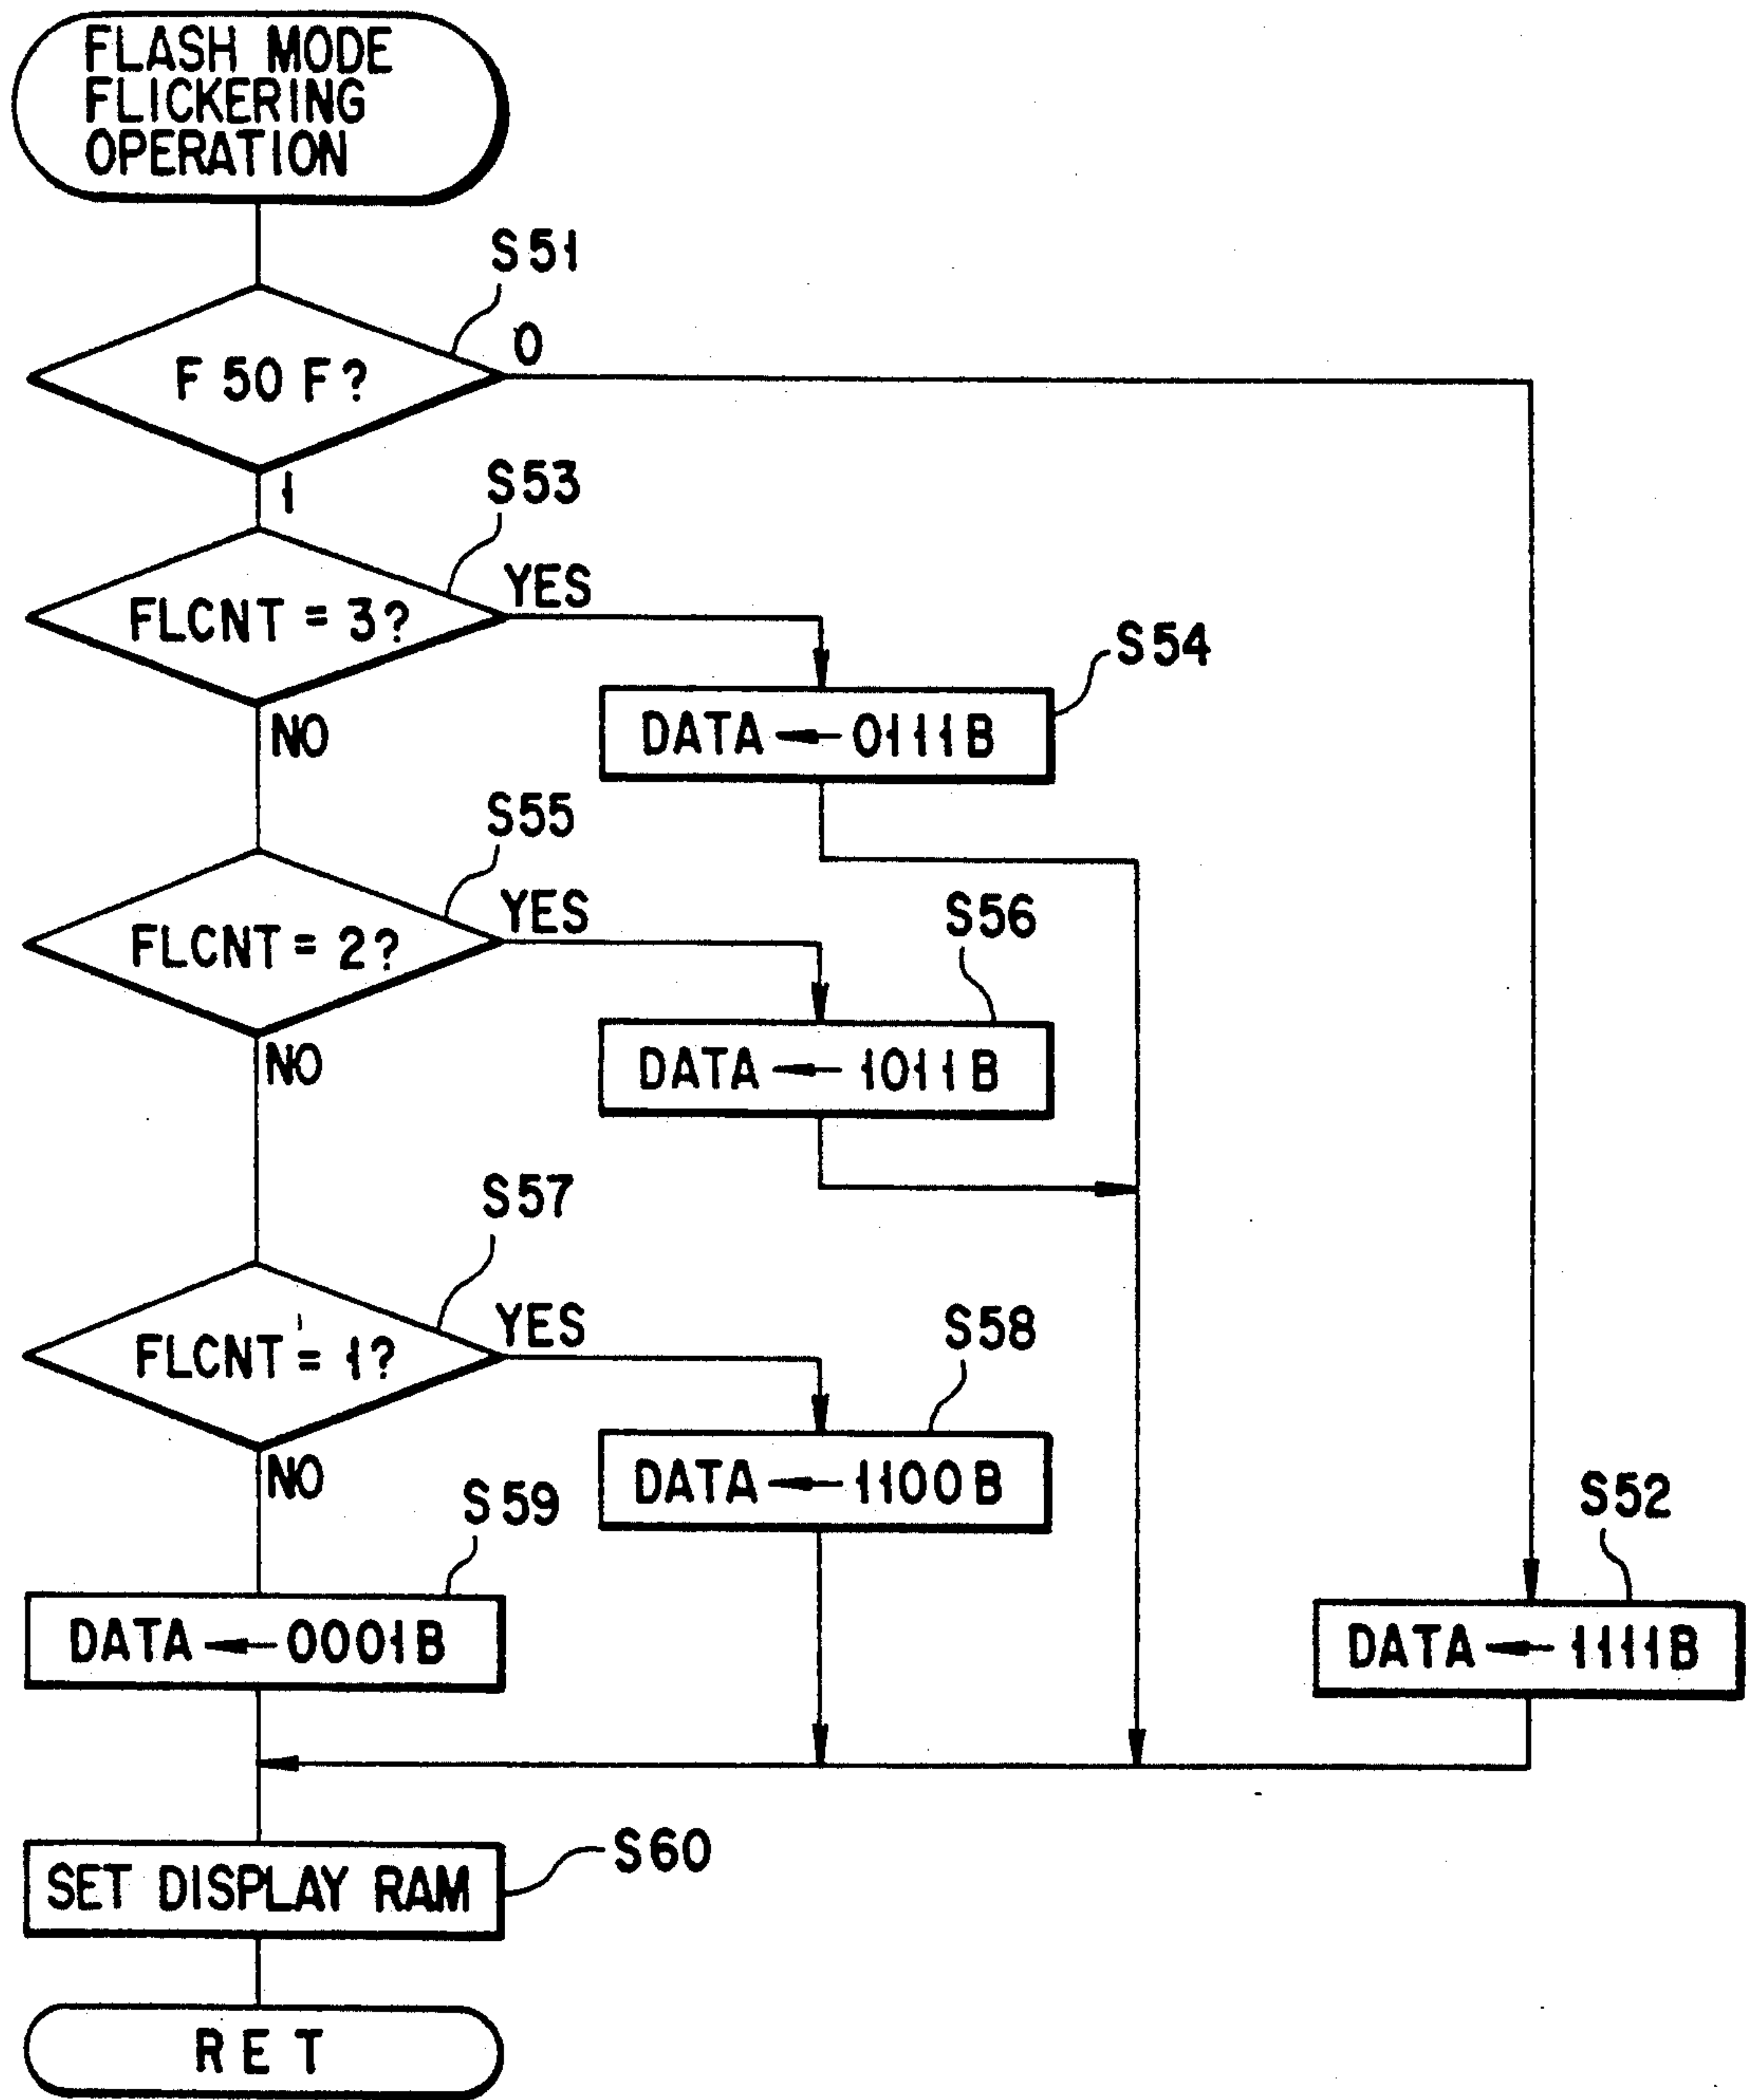 FLASH MODE
FLICKERING
OPERATION
S51
F50F?
0
1
S53
FLCNT = 3?
YES
NO
S54
DATA ← 0111B
S55
FLCNT = 2?
YES
NO
S56
DATA ← 1011B
S57
FLCNT = 1?
YES
NO
S58
DATA ← 1100B
S59
DATA ← 0001B
S52
DATA ← 1111B
SET DISPLAY RAM
S60
RET